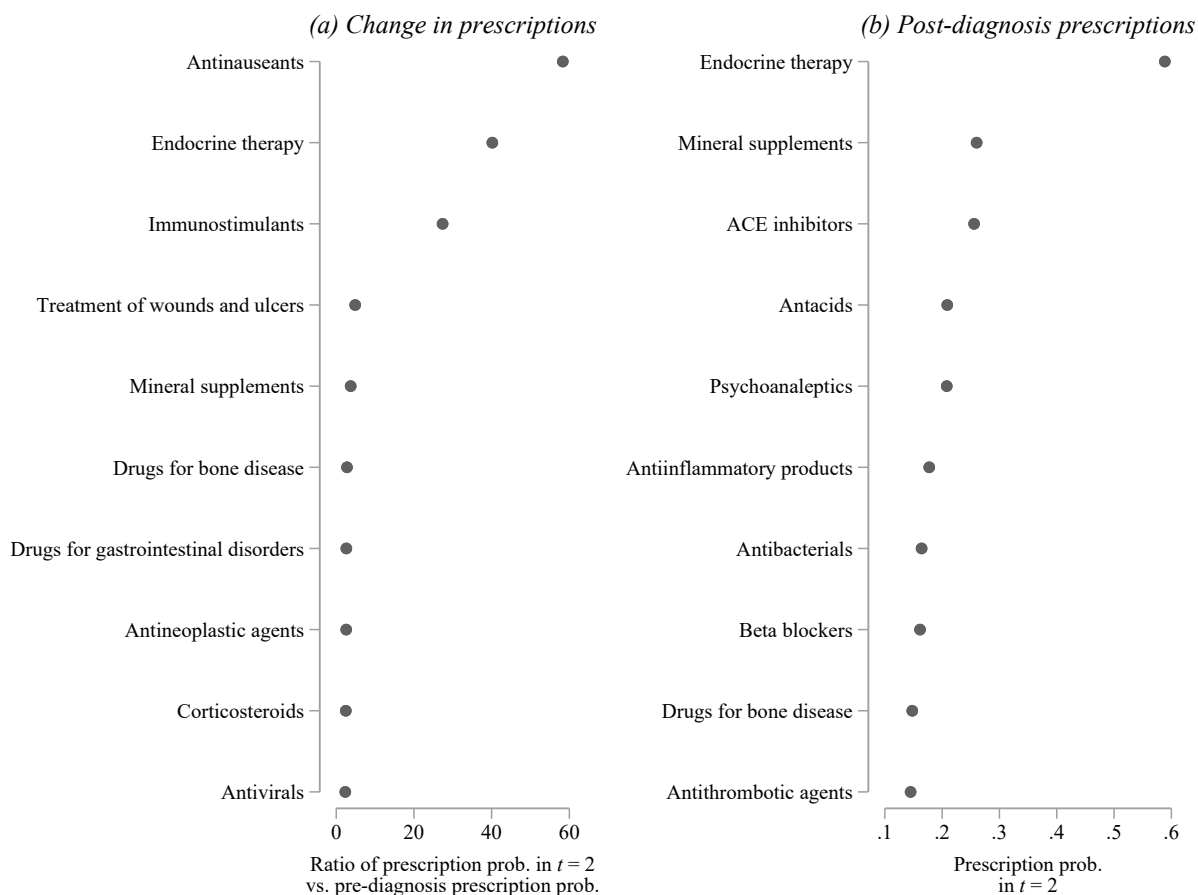 (a) Change in prescriptions
Antinauseants
Endocrine therapy
Immunostimulants
Treatment of wounds and ulcers
Mineral supplements
Drugs for bone disease
Drugs for gastrointestinal disorders
Antineoplastic agents
Corticosteroids
Antivirals
0 20 40 60
Ratio of prescription prob. in t = 2
vs. pre-diagnosis prescription prob.
(b) Post-diagnosis prescriptions
Endocrine therapy
Mineral supplements
ACE inhibitors
Antacids
Psychoanaleptics
Antiinflammatory products
Antibacterials
Beta blockers
Drugs for bone disease
Antithrombotic agents
.1 .2 .3 .4 .5 .6
Prescription prob.
in t = 2